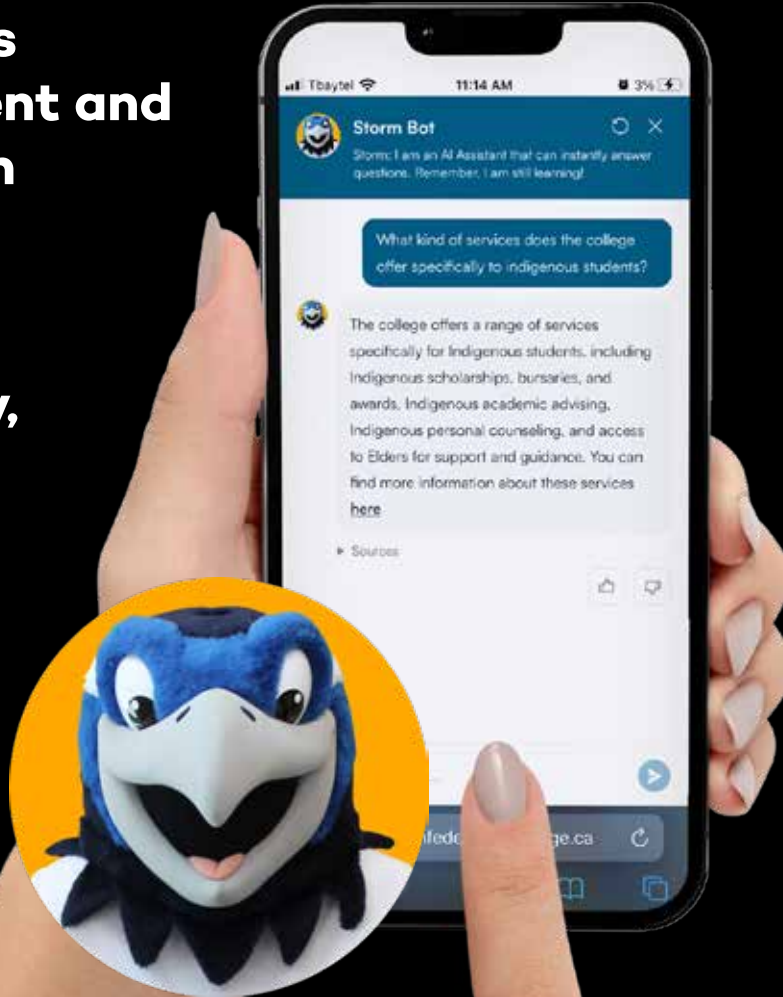 s
ent and
n
y,
Tbaytel
11:14 AM
3%
Storm Bot
Storm: I am an AI Assistant that can instantly answer
questions. Remember, I am still learning!
What kind of services does the college
offer specifically to indigenous students?
The college offers a range of services
specifically for Indigenous students, including
Indigenous scholarships, bursaries, and
awards, Indigenous academic advising,
Indigenous personal counseling, and access
to Elders for support and guidance. You can
find more information about these services
here
Sources
nfede ge.ca